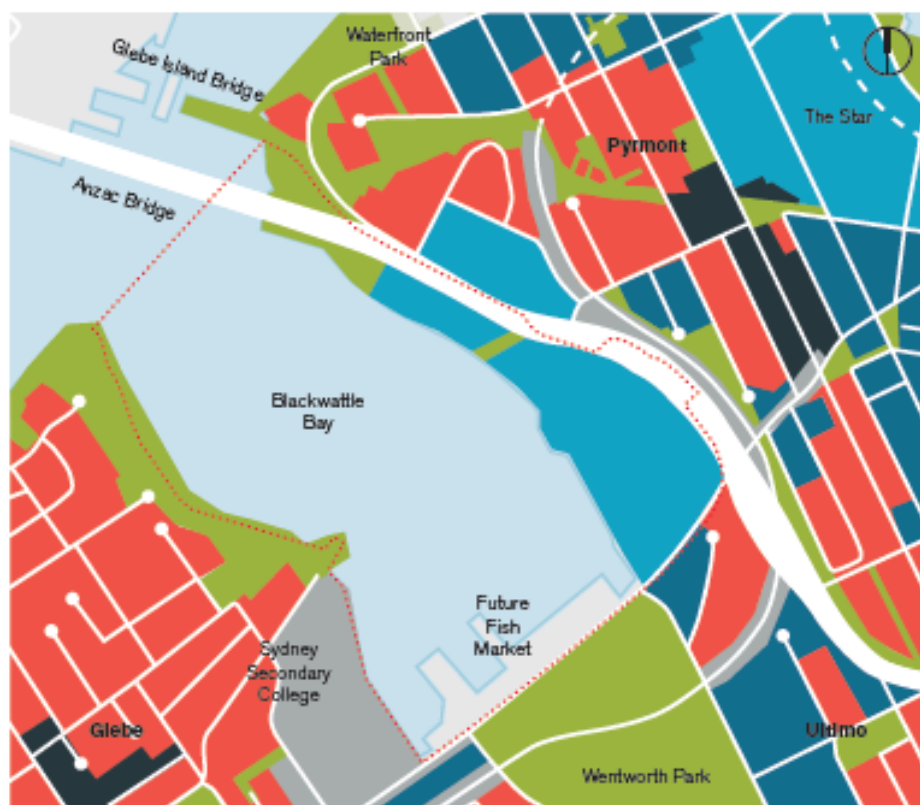 Waterfront
Park
Glebe Island Bridge
The Star
Pyrmont
Anzac Bridge
Blackwattle
Bay
Future
Fish
Market
Sydney
Secondary
College
Glebe
Ultimo
Wentworth Park